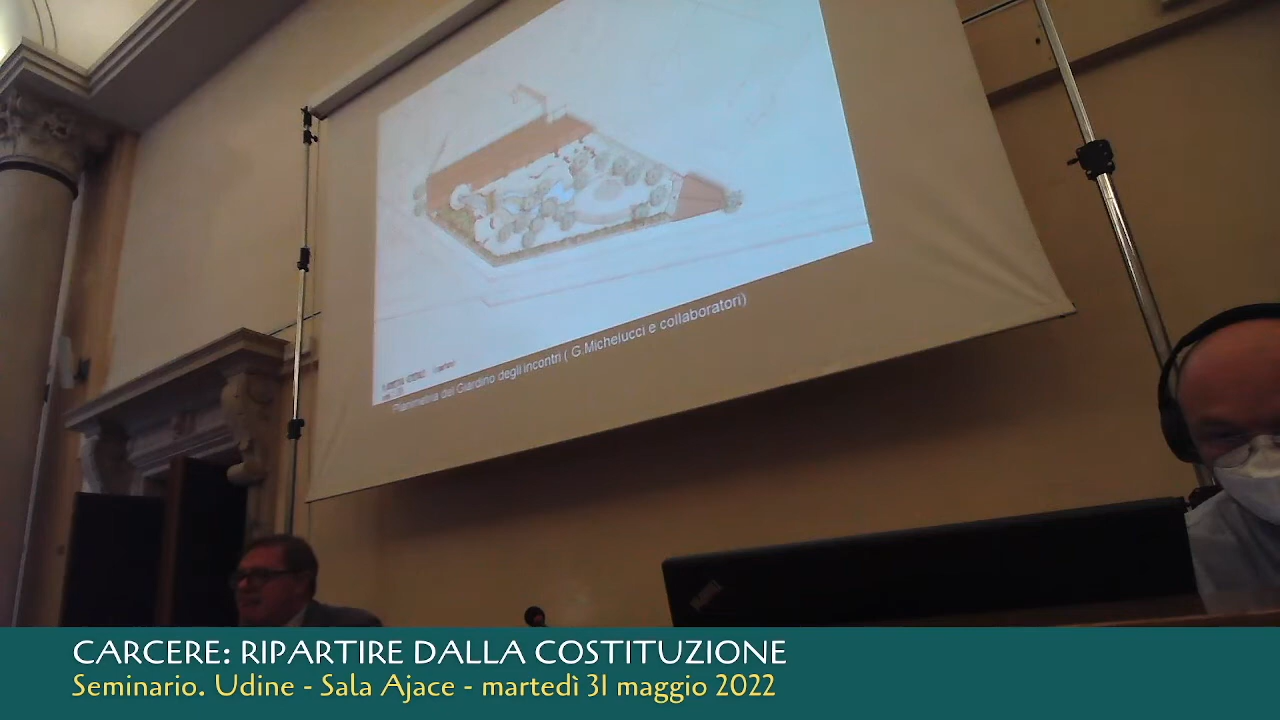 Planimetria del Giardino degli incontri ( G.Michelucci e collaboratori)
CARCERE: RIPARTIRE DALLA COSTITUZIONE
Seminario. Udine - Sala Ajace - martedì 31 maggio 2022